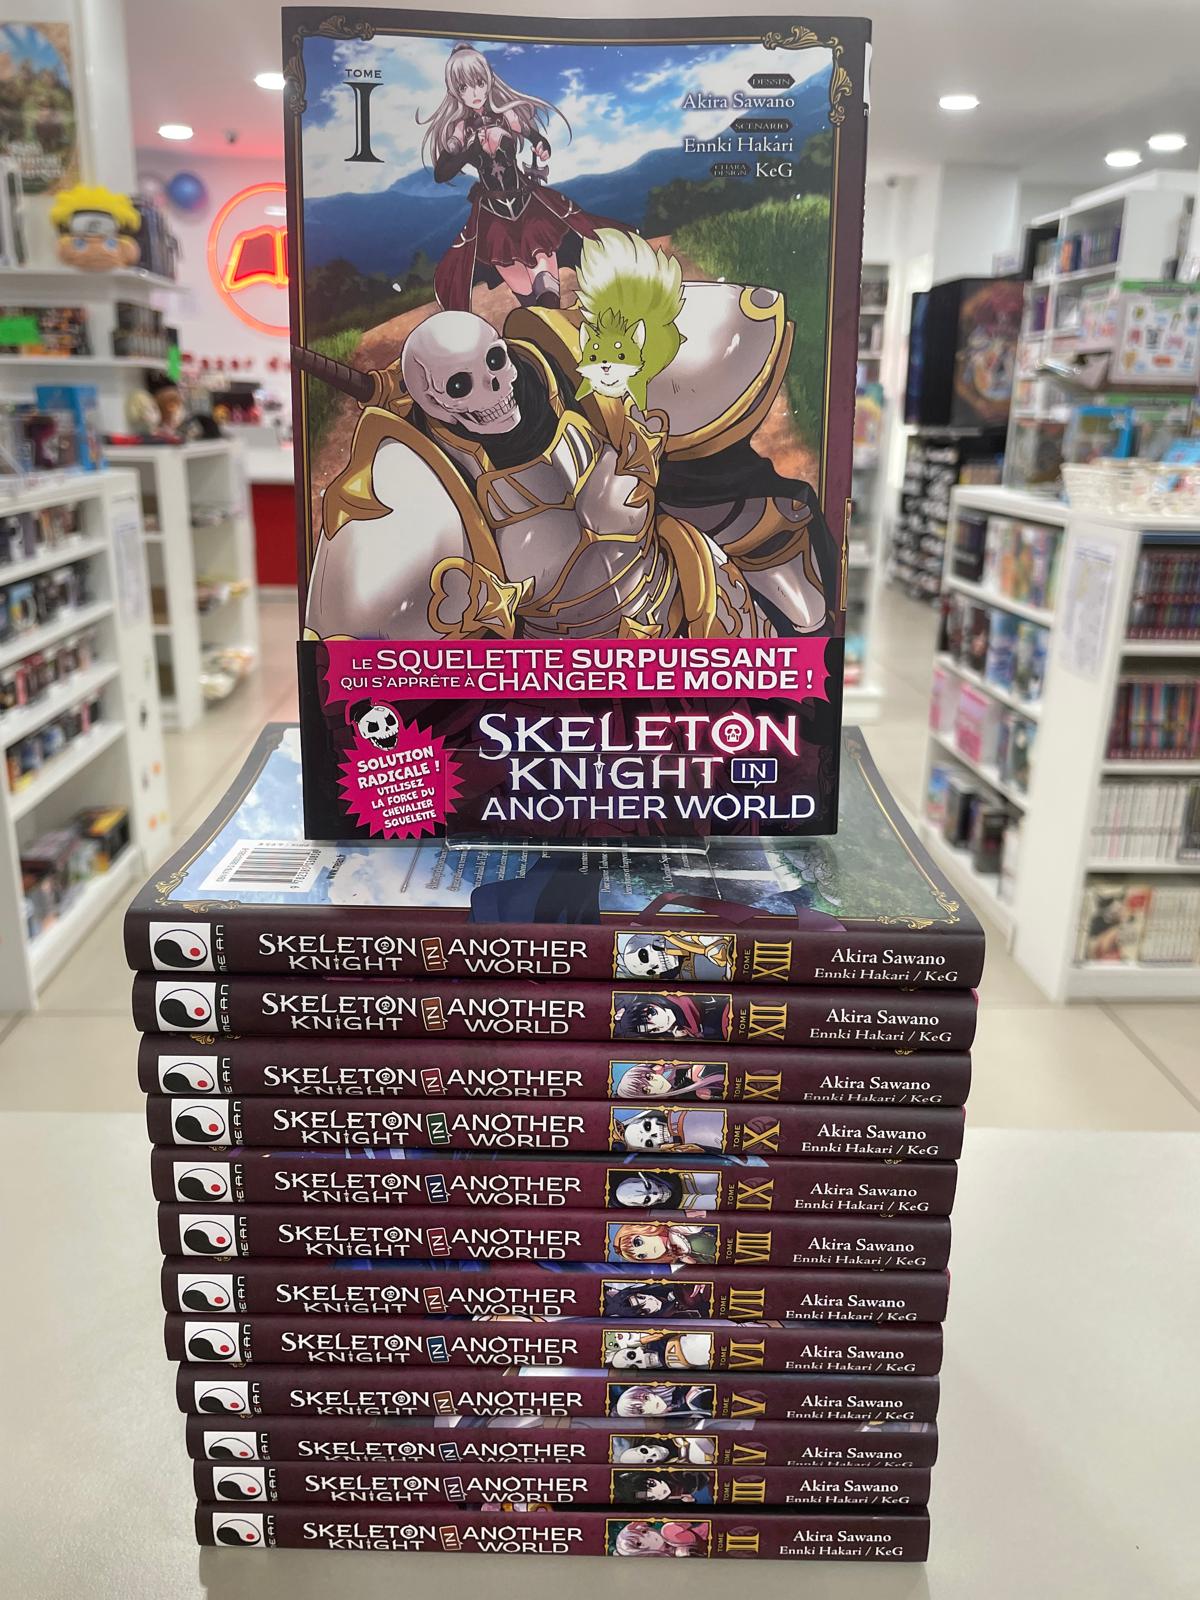 TOME
I
DESSIN
Akira Sawano
SCENARIO
Ennki Hakari
CHARA DESIGN KeG
LE SQUELETTE SURPUISSANT
QUI S'APPRÊTE À CHANGER LE MONDE !
SOLUTION
RADICALE !
UTILISEZ
LA FORCE DU
CHEVALIER
SQUELETTE
SKELETON
KNIGHT IN
ANOTHER WORLD
SKELETON KNIGHT IN ANOTHER WORLD TOME XIII Akira Sawano
Ennki Hakari / KeG
SKELETON KNIGHT IN ANOTHER WORLD TOME XII Akira Sawano
Ennki Hakari / KeG
SKELETON KNIGHT IN ANOTHER WORLD TOME XI Akira Sawano
Ennki Hakari / KeG
SKELETON KNIGHT IN ANOTHER WORLD TOME X Akira Sawano
Ennki Hakari / KeG
SKELETON KNIGHT IN ANOTHER WORLD TOME IX Akira Sawano
Ennki Hakari / KeG
SKELETON KNIGHT IN ANOTHER WORLD TOME VIII Akira Sawano
Ennki Hakari / KeG
SKELETON KNIGHT IN ANOTHER WORLD TOME VII Akira Sawano
Ennki Hakari / KeG
SKELETON KNIGHT IN ANOTHER WORLD TOME VI Akira Sawano
Ennki Hakari / KeG
SKELETON KNIGHT IN ANOTHER WORLD TOME V Akira Sawano
Ennki Hakari / KeG
SKELETON KNIGHT IN ANOTHER WORLD TOME IV Akira Sawano
Ennki Hakari / KeG
SKELETON KNIGHT IN ANOTHER WORLD TOME III Akira Sawano
Ennki Hakari / KeG
SKELETON KNIGHT IN ANOTHER WORLD TOME II Akira Sawano
Ennki Hakari / KeG